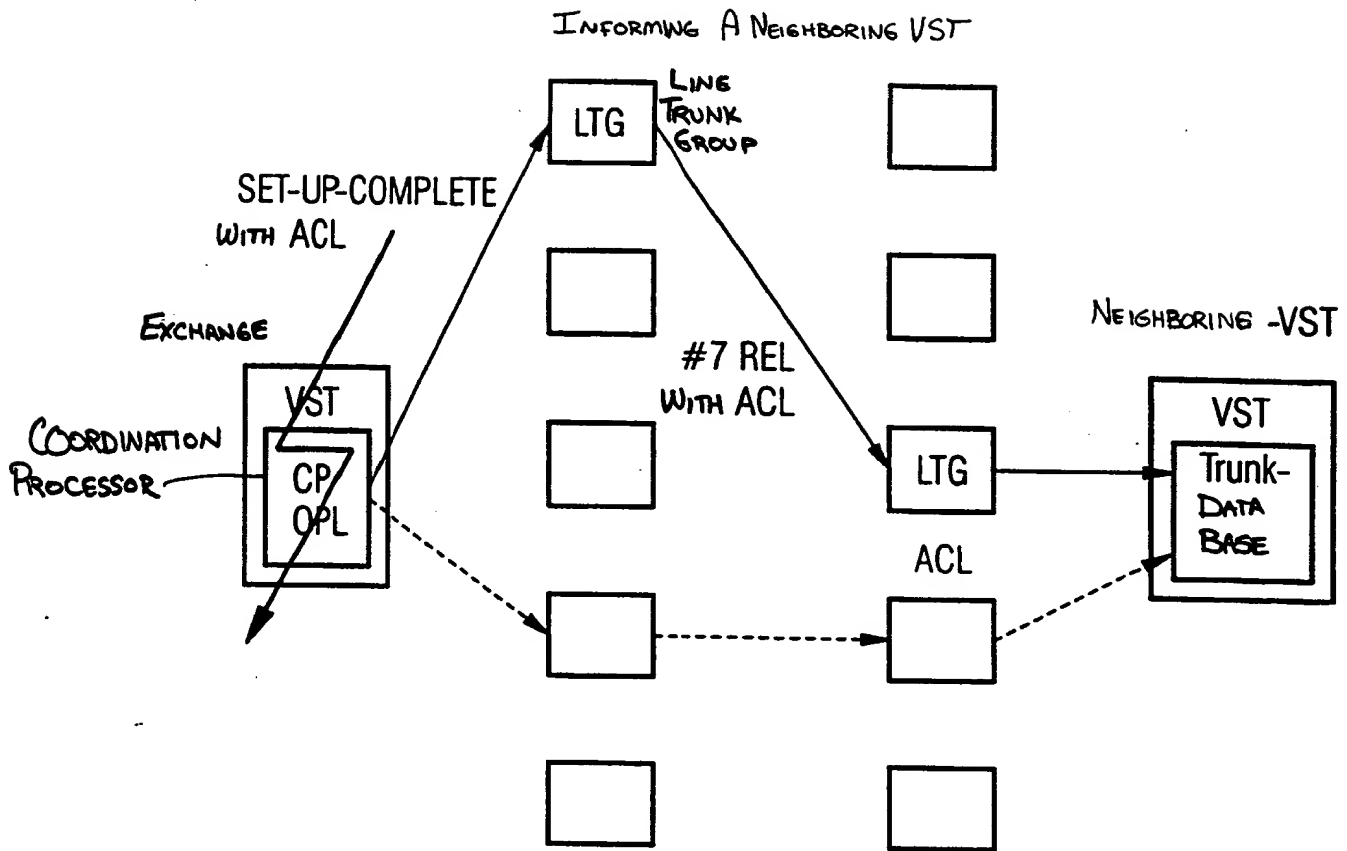 INFORMING A NEIGHBORING VST
LTG
LINE
TRUNK
GROUP
SET-UP-COMPLETE
WITH ACL
EXCHANGE
VST
COORDINATION
PROCESSOR
CP
OPL
#7 REL
WITH ACL
LTG
ACL
NEIGHBORING -VST
VST
Trunk-
DATA
BASE